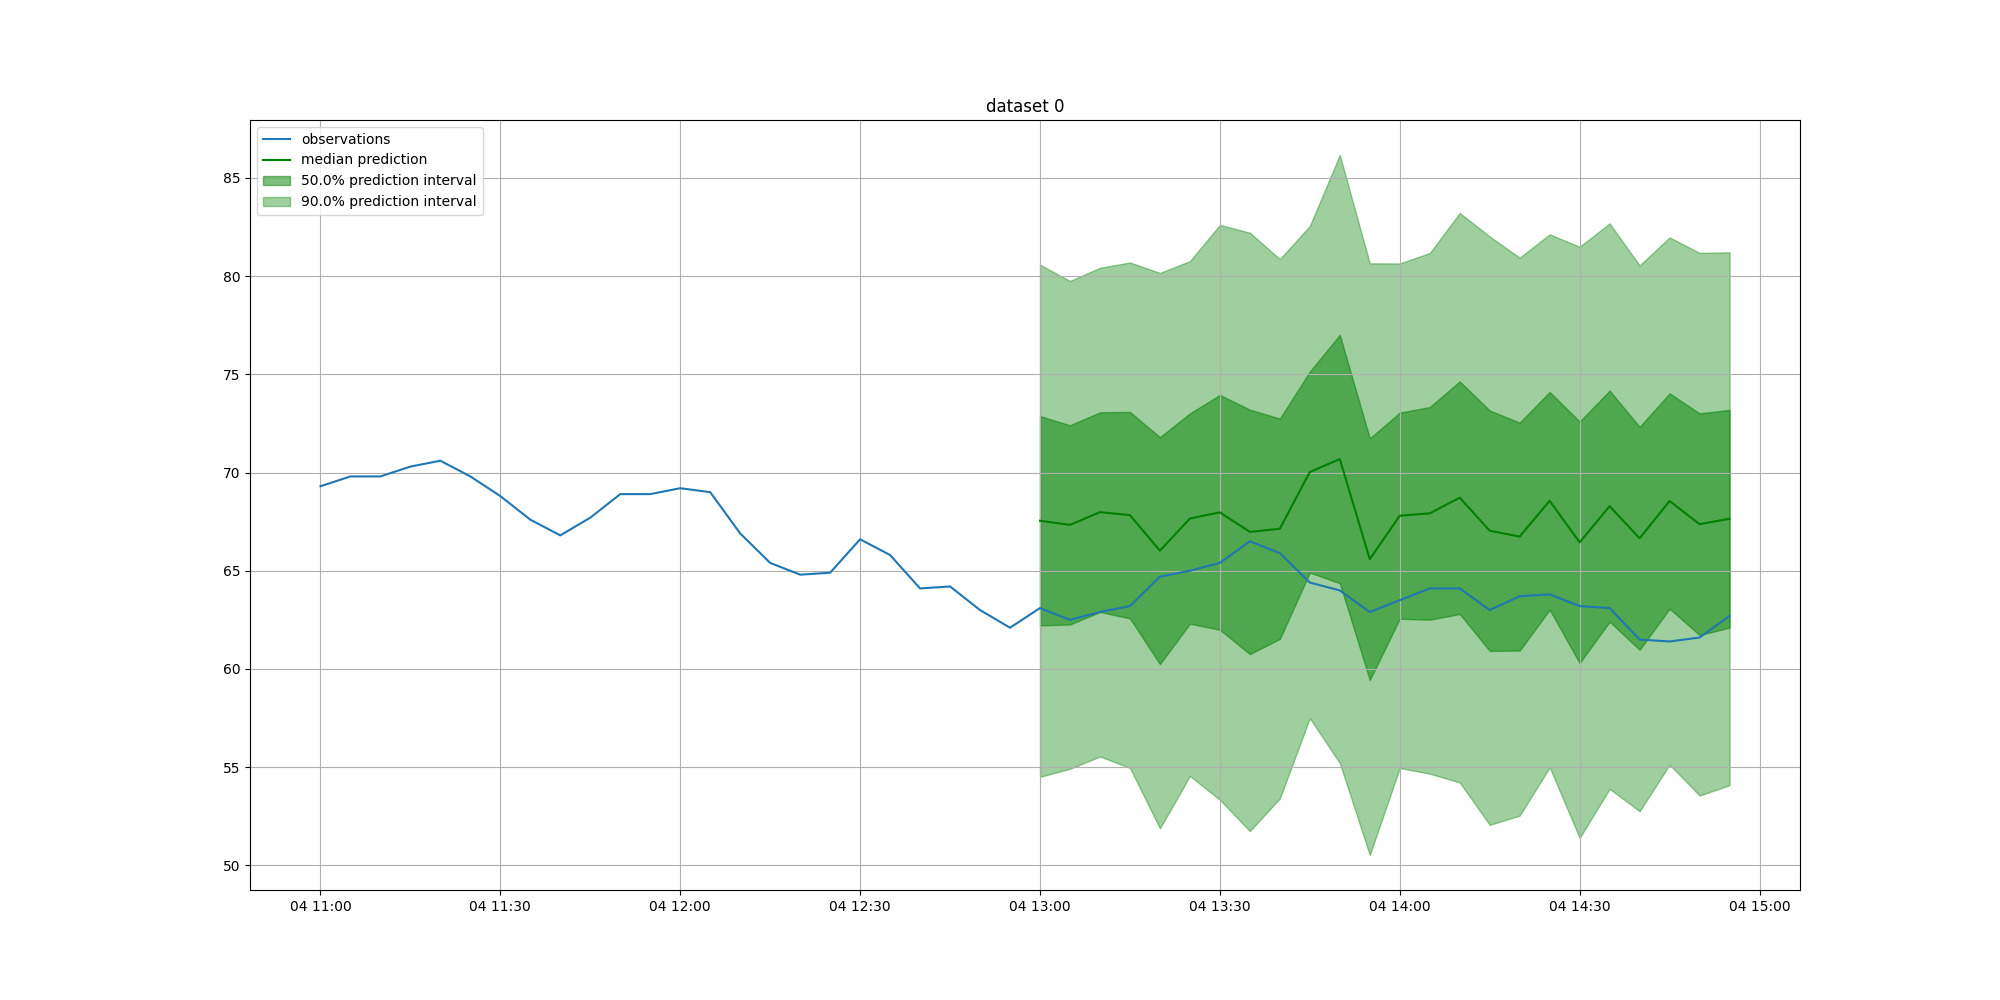 dataset 0
observations
median prediction
50.0% prediction interval
90.0% prediction interval
85
80
75
70
65
60
55
50
04 11:00 04 11:30 04 12:00 04 12:30 04 13:00 04 13:30 04 14:00 04 14:30 04 15:00